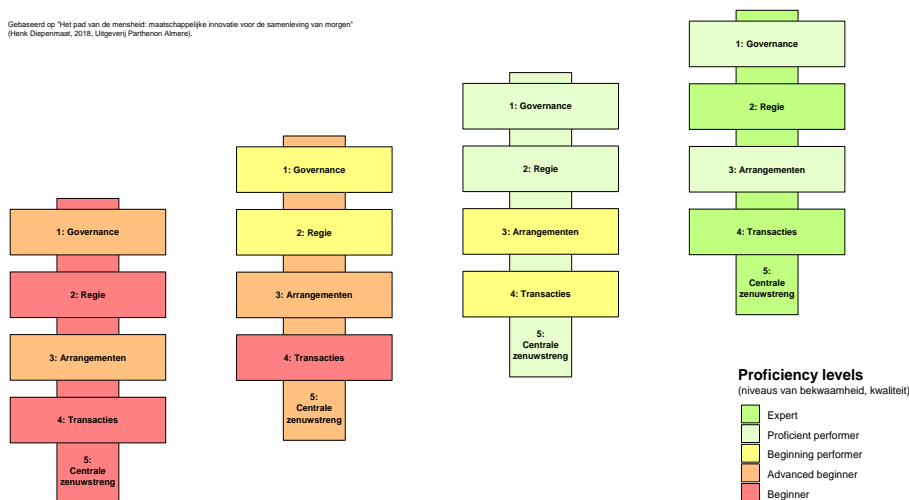 Gebaseerd op "Het pad van de mensheid: maatschappelijke innovatie voor de samenleving van morgen"
(Henk Diepenmaat, 2018, Uitgeverij Parthenon Almere).
1: Governance
2: Regie
3: Arrangementen
4: Transacties
5:
Centrale
zenuwstreng
1: Governance
2: Regie
3: Arrangementen
4: Transacties
5:
Centrale
zenuwstreng
1: Governance
2: Regie
3: Arrangementen
4: Transacties
5:
Centrale
zenuwstreng
1: Governance
2: Regie
3: Arrangementen
4: Transacties
5:
Centrale
zenuwstreng
Proficiency levels
(niveaus van bekwaamheid, kwaliteit)
Expert
Proficient performer
Beginning performer
Advanced beginner
Beginner